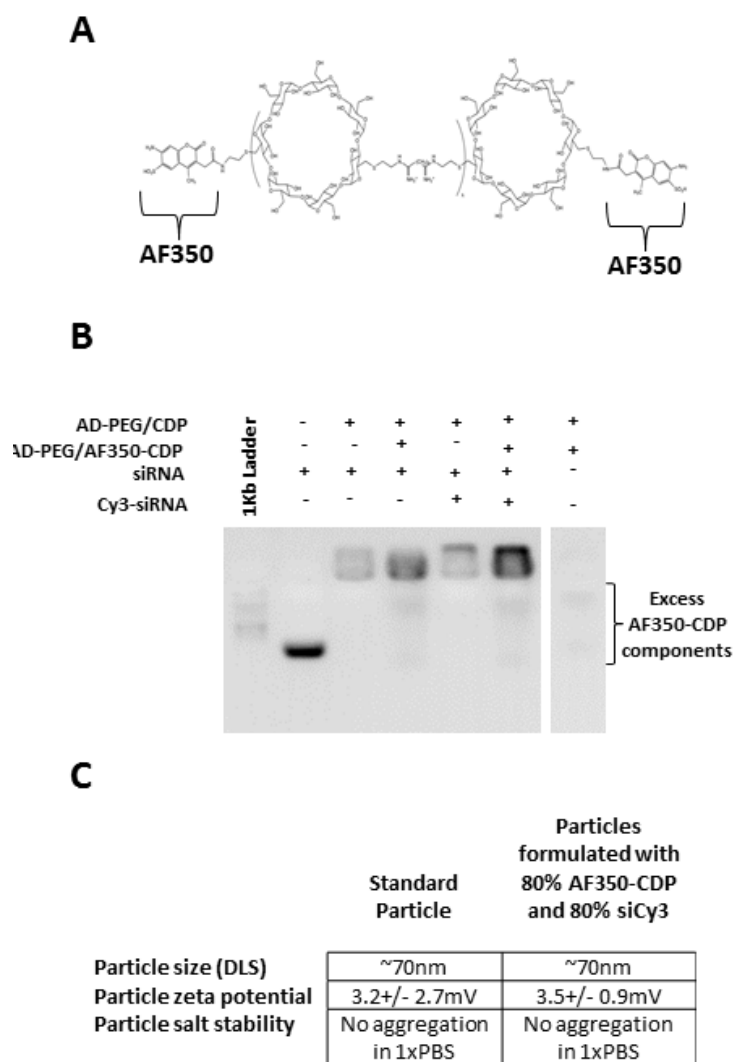 A
AF350
AF350
B
AD-PEG/CDP - + + + + +
AD-PEG/AF350-CDP - - + - + +
siRNA + + + + + -
Cy3-siRNA - - - + + -
1Kb Ladder
Excess
AF350-CDP
components
C
Standard
Particle
Particles
formulated with
80% AF350-CDP
and 80% siCy3
Particle size (DLS) ~70nm ~70nm
Particle zeta potential 3.2+/- 2.7mV 3.5+/- 0.9mV
Particle salt stability No aggregation
in 1xPBS
No aggregation
in 1xPBS